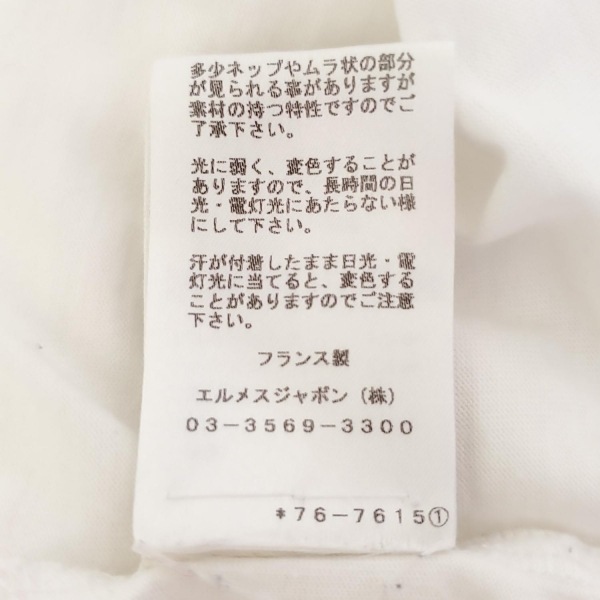 多少ネップやムラ状の部分
が見られる事がありますが
素材の持つ特性ですのでご
了承下さい。
光に弱く、変色することが
ありますので、長時間の日
光・電灯光にあたらない様
にして下さい。
汗が付着したまま日光・電
灯光に当てると、変色する
ことがありますのでご注意
下さい。
フランス製
エルメスジャポン（株）
03-3569-3300
*76-7615①